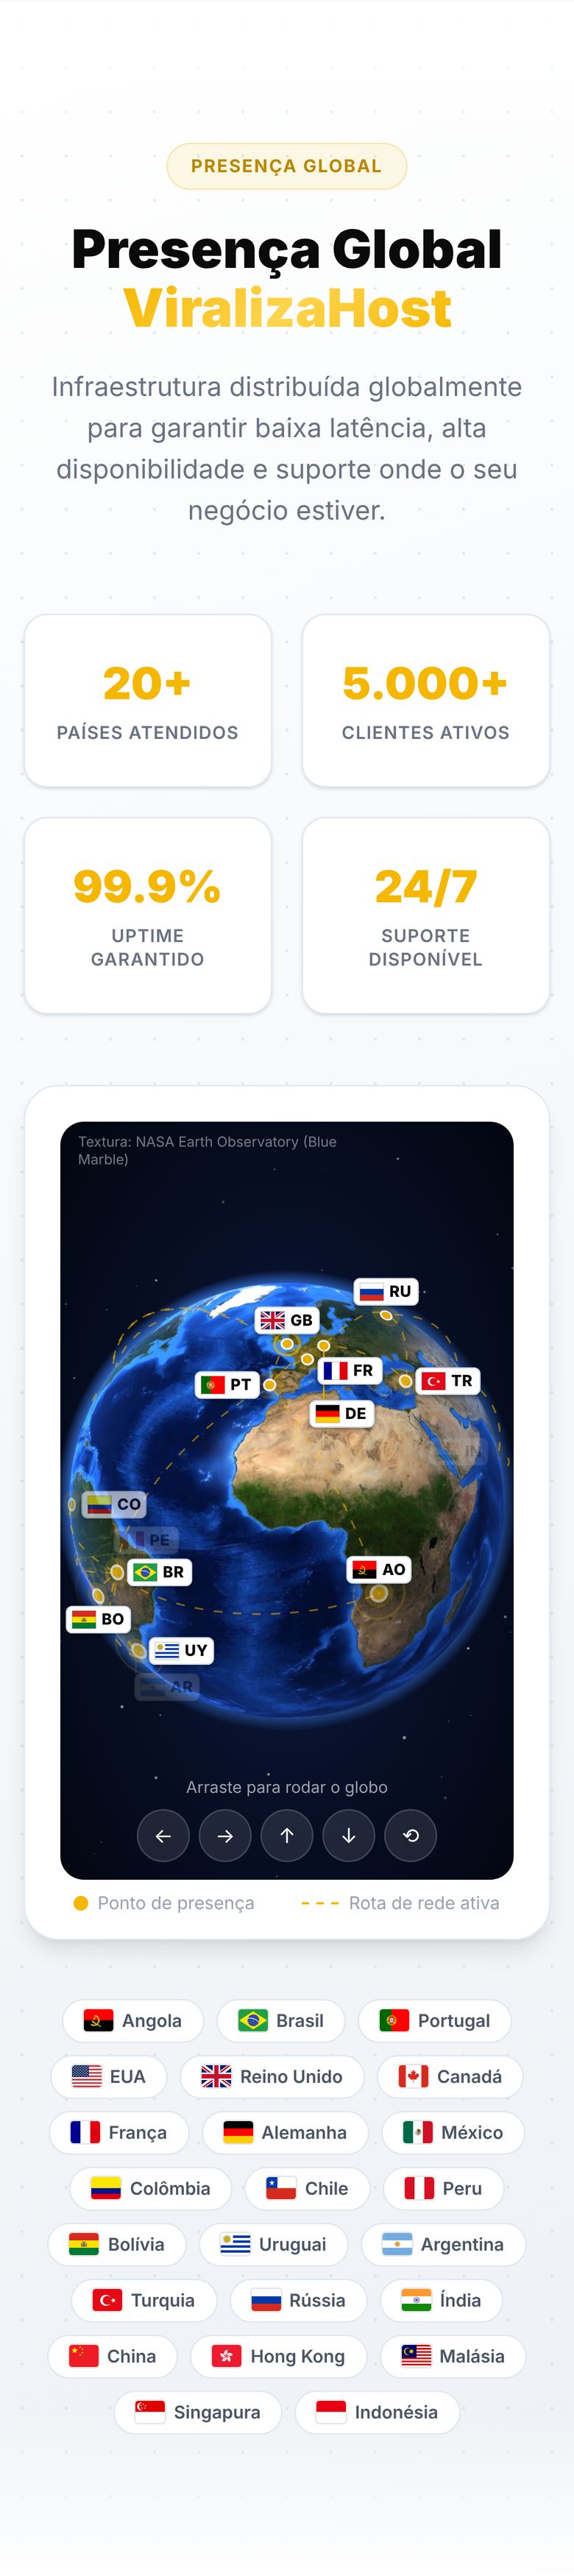 PRESENÇA GLOBAL
Presença Global
ViralizaHost
Infraestrutura distribuída globalmente
para garantir baixa latência, alta
disponibilidade e suporte onde o seu
negócio estiver.
20+
PAÍSES ATENDIDOS
5.000+
CLIENTES ATIVOS
99.9%
UPTIME
GARANTIDO
24/7
SUPORTE
DISPONÍVEL
Textura: NASA Earth Observatory (Blue
Marble)
RU
GB
FR
TR
PT
DE
IN
CO
PE
BR
AO
BO
UY
AR
Arraste para rodar o globo
← → ↑ ↓ ⟲
Ponto de presença
Rota de rede ativa
Angola
Brasil
Portugal
EUA
Reino Unido
Canadá
França
Alemanha
México
Colômbia
Chile
Peru
Bolívia
Uruguai
Argentina
Turquia
Rússia
Índia
China
Hong Kong
Malásia
Singapura
Indonésia